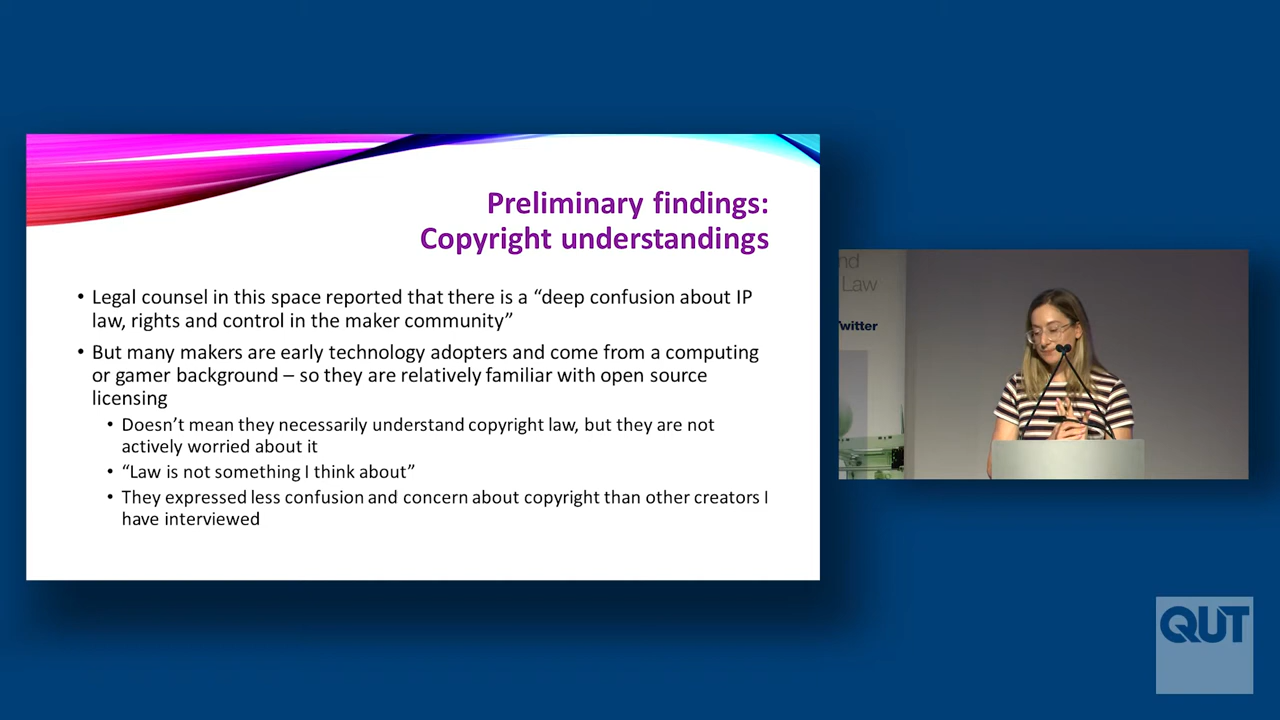 Preliminary findings:
Copyright understandings
• Legal counsel in this space reported that there is a “deep confusion about IP
law, rights and control in the maker community”
• But many makers are early technology adopters and come from a computing
or gamer background – so they are relatively familiar with open source
licensing
• Doesn’t mean they necessarily understand copyright law, but they are not
actively worried about it
• “Law is not something I think about”
• They expressed less confusion and concern about copyright than other creators I
have interviewed
nd
Law
Twitter
QUT